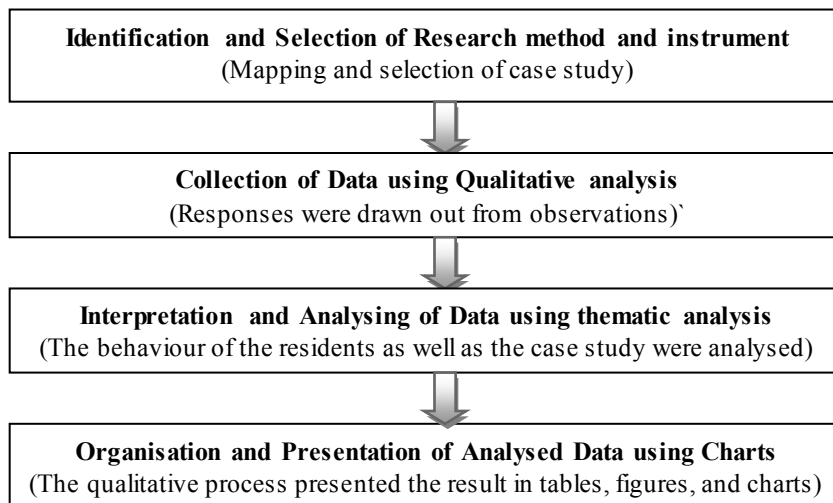 Identification and Selection of Research method and instrument
(Mapping and selection of case study)
Collection of Data using Qualitative analysis
(Responses were drawn out from observations)`
Interpretation and Analysing of Data using thematic analysis
(The behaviour of the residents as well as the case study were analysed)
Organisation and Presentation of Analysed Data using Charts
(The qualitative process presented the result in tables, figures, and charts)